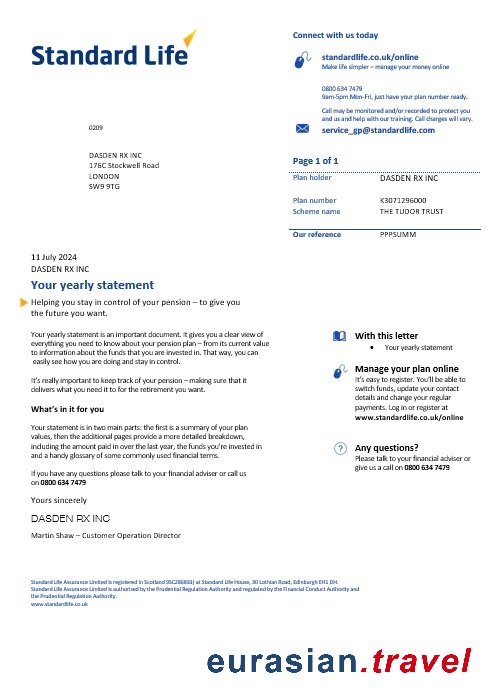 Standard Life
Connect with us today
standardlife.co.uk/online
Make life simpler – manage your money online
0800 634 7479
9am-5pm Mon-Fri, just have your plan number ready.
Call may be monitored and/or recorded to protect you
and us and help with our training. Call charges will vary.
service_gp@standardlife.com
0209
DASDEN RX INC
176C Stockwell Road
LONDON
SW9 9TG
Page 1 of 1
Plan holder DASDEN RX INC
Plan number K3071296000
Scheme name THE TUDOR TRUST
Our reference PPPSUMM
11 July 2024
DASDEN RX INC
Your yearly statement
Helping you stay in control of your pension – to give you
the future you want.
Your yearly statement is an important document. It gives you a clear view of
everything you need to know about your pension plan – from its current value
to information about the funds that you are invested in. That way, you can
easily see how you are doing and stay in control.
It's really important to keep track of your pension – making sure that it
delivers what you need it to for the retirement you want.
What's in it for you
Your statement is in two main parts: the first is a summary of your plan
values, then the additional pages provide a more detailed breakdown,
including the amount paid in over the last year, the funds you're invested in
and a handy glossary of some commonly used financial terms.
If you have any questions please talk to your financial adviser or call us
on 0800 634 7479
Yours sincerely
DASDEN RX INC
Martin Shaw – Customer Operation Director
With this letter
• Your yearly statement
Manage your plan online
It's easy to register. You'll be able to
switch funds, update your contact
details and change your regular
payments. Log in or register at
www.standardlife.co.uk/online
?
Any questions?
Please talk to your financial adviser or
give us a call on 0800 634 7479
Standard Life Assurance Limited is registered in Scotland (SC286833) at Standard Life House, 30 Lothian Road, Edinburgh EH1 DH.
Standard Life Assurance Limited is authorised by the Prudential Regulation Authority and regulated by the Financial Conduct Authority and
the Prudential Regulation Authority.
www.standardlife.co.uk
eurasian.travel